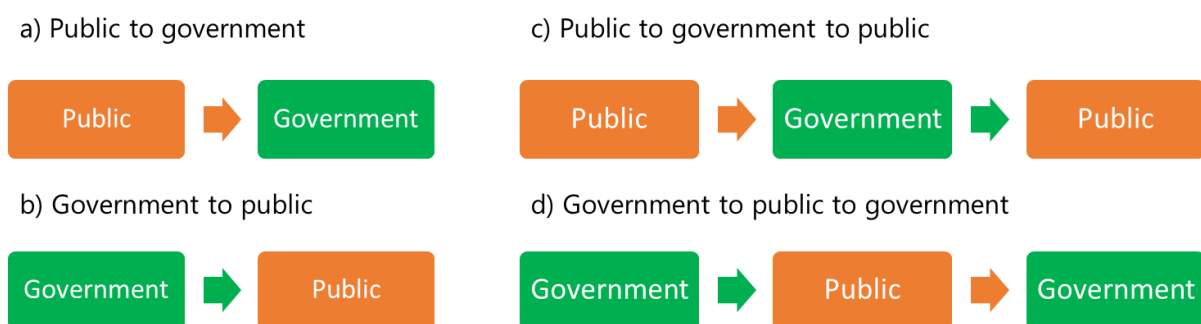 a) Public to government
Public
Government
b) Government to public
Government
Public
c) Public to government to public
Public
Government
Public
d) Government to public to government
Government
Public
Government